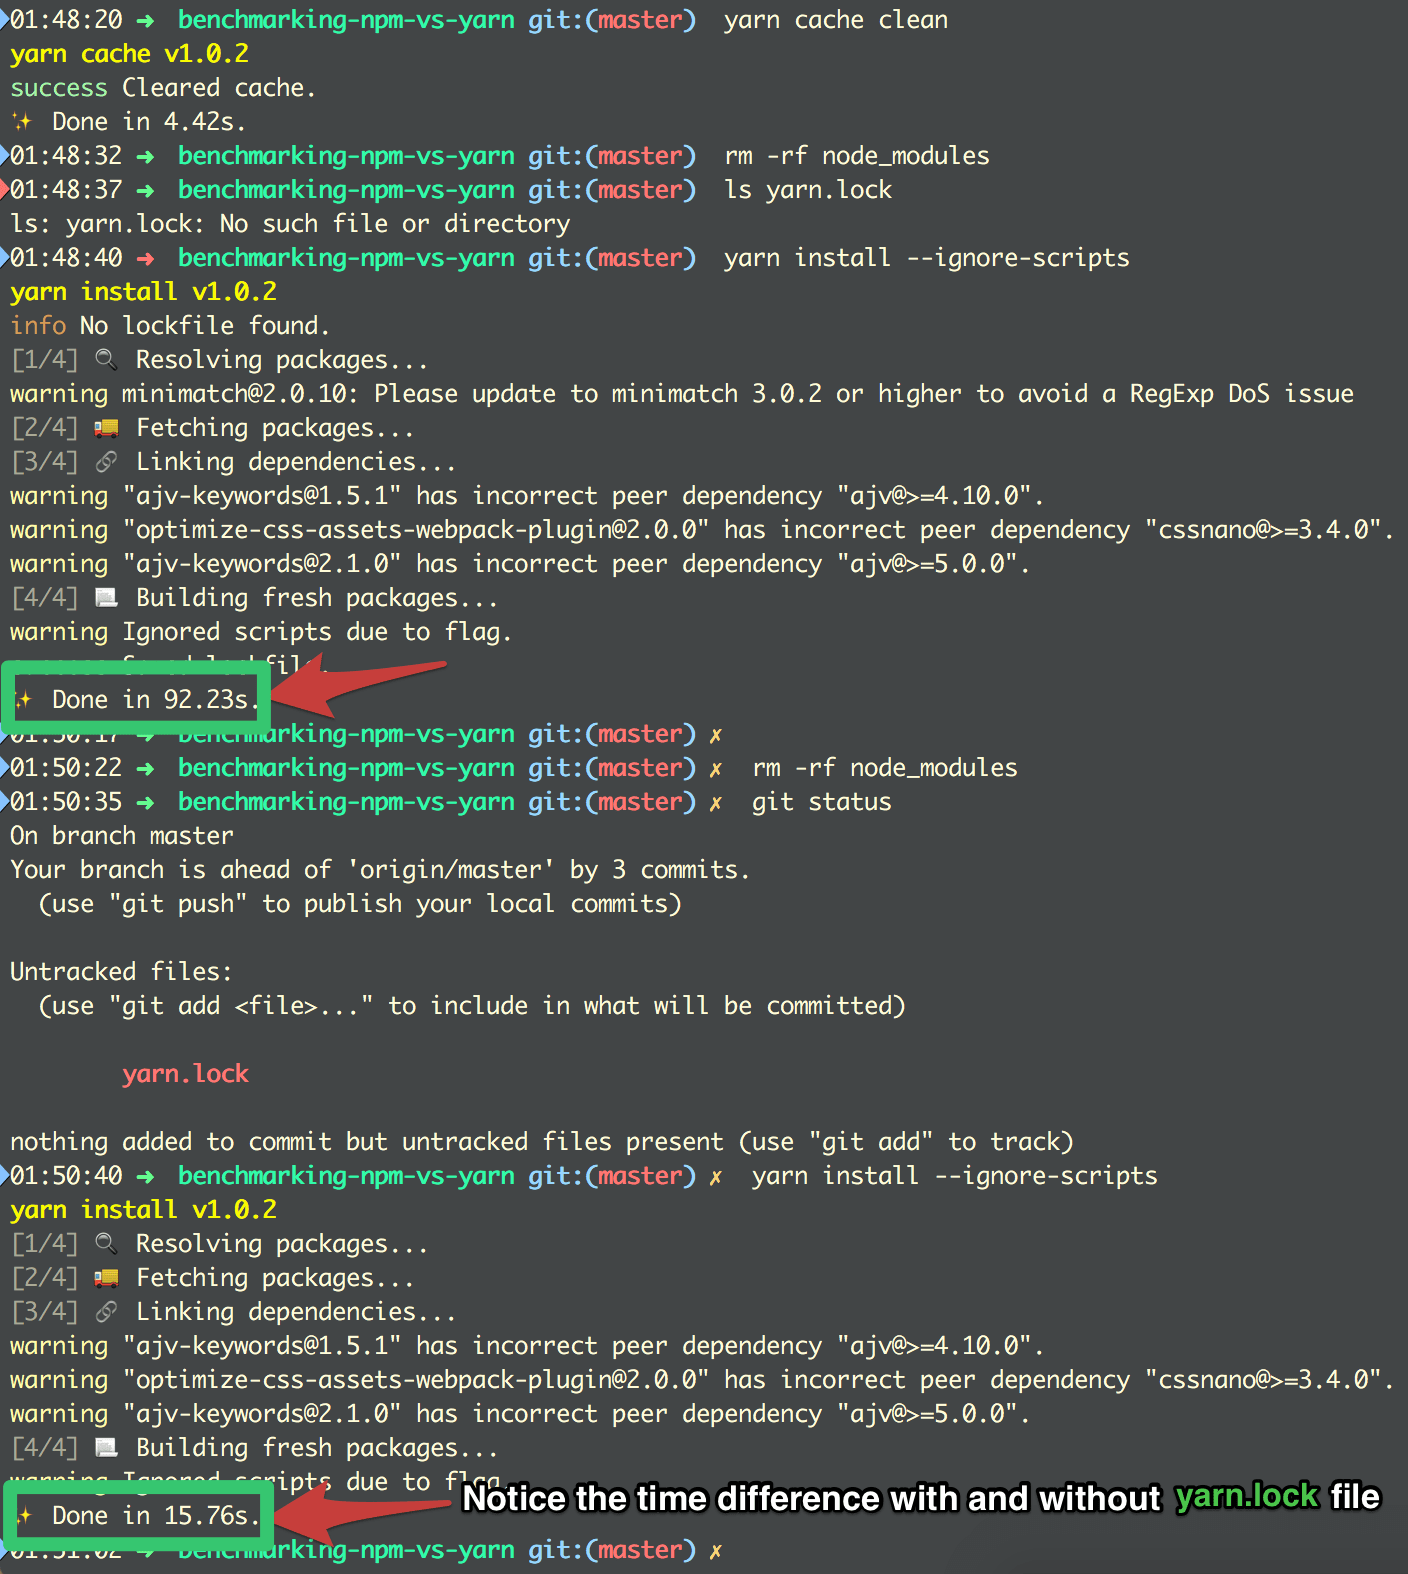 01:48:20 ➜ benchmarking-npm-vs-yarn git:(master) yarn cache clean
yarn cache v1.0.2
success Cleared cache.
✨ Done in 4.42s.
01:48:32 ➜ benchmarking-npm-vs-yarn git:(master) rm -rf node_modules
01:48:37 ➜ benchmarking-npm-vs-yarn git:(master) ls yarn.lock
ls: yarn.lock: No such file or directory
01:48:40 ➜ benchmarking-npm-vs-yarn git:(master) yarn install --ignore-scripts
yarn install v1.0.2
info No lockfile found.
[1/4] 🔍 Resolving packages...
warning minimatch@2.0.10: Please update to minimatch 3.0.2 or higher to avoid a RegExp DoS issue
[2/4] 🚚 Fetching packages...
[3/4] 🔗 Linking dependencies...
warning "ajv-keywords@1.5.1" has incorrect peer dependency "ajv@>=4.10.0".
warning "optimize-css-assets-webpack-plugin@2.0.0" has incorrect peer dependency "cssnano@>=3.4.0".
warning "ajv-keywords@2.1.0" has incorrect peer dependency "ajv@>=5.0.0".
[4/4] 📃 Building fresh packages...
warning Ignored scripts due to flag.
success Saved lockfile.
✨ Done in 92.23s.
01:50:17 ➜ benchmarking-npm-vs-yarn git:(master) ✗
01:50:22 ➜ benchmarking-npm-vs-yarn git:(master) ✗ rm -rf node_modules
01:50:35 ➜ benchmarking-npm-vs-yarn git:(master) ✗ git status
On branch master
Your branch is ahead of 'origin/master' by 3 commits.
(use "git push" to publish your local commits)
Untracked files:
(use "git add <file>..." to include in what will be committed)
yarn.lock
nothing added to commit but untracked files present (use "git add" to track)
01:50:40 ➜ benchmarking-npm-vs-yarn git:(master) ✗ yarn install --ignore-scripts
yarn install v1.0.2
[1/4] 🔍 Resolving packages...
[2/4] 🚚 Fetching packages...
[3/4] 🔗 Linking dependencies...
warning "ajv-keywords@1.5.1" has incorrect peer dependency "ajv@>=4.10.0".
warning "optimize-css-assets-webpack-plugin@2.0.0" has incorrect peer dependency "cssnano@>=3.4.0".
warning "ajv-keywords@2.1.0" has incorrect peer dependency "ajv@>=5.0.0".
[4/4] 📃 Building fresh packages...
warning Ignored scripts due to flag.
Notice the time difference with and without yarn.lock file
✨ Done in 15.76s.
01:51:02 ➜ benchmarking-npm-vs-yarn git:(master) ✗